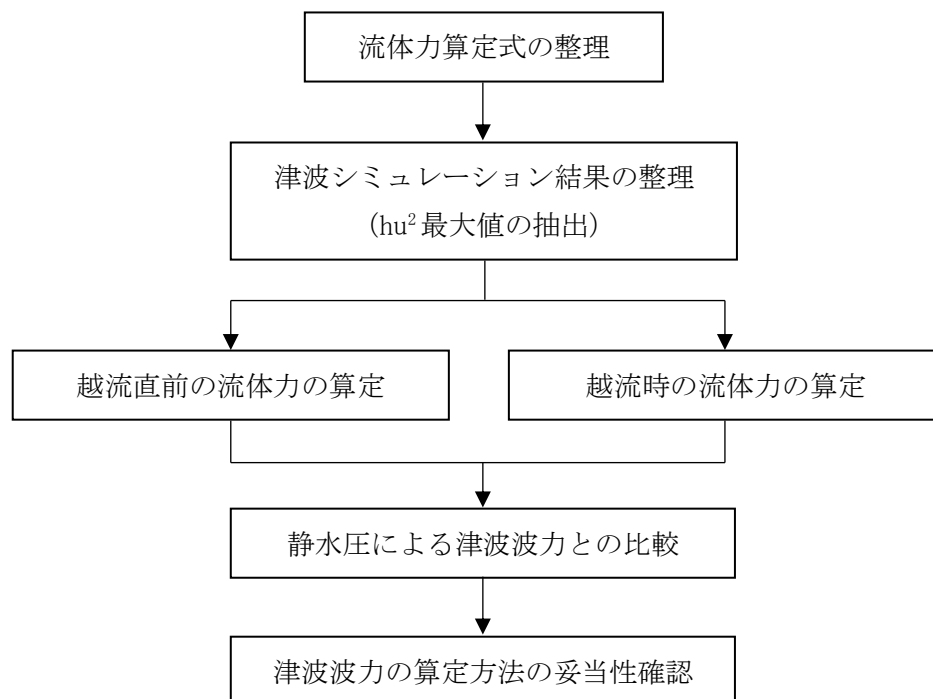 流体力算定式の整理
津波シミュレーション結果の整理
(hu²最大値の抽出)
越流直前の流体力の算定
越流時の流体力の算定
静水圧による津波波力との比較
津波波力の算定方法の妥当性確認